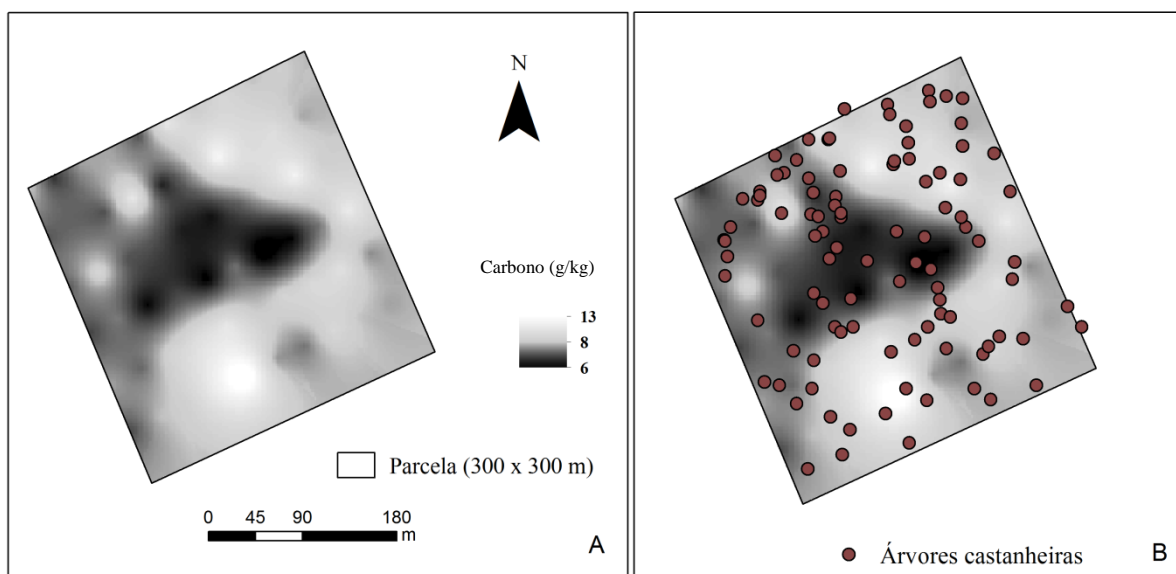 N
Carbono (g/kg)
13
8
6
Parcela (300 x 300 m)
0 45 90 180
m
A
Árvores castanheiras
B